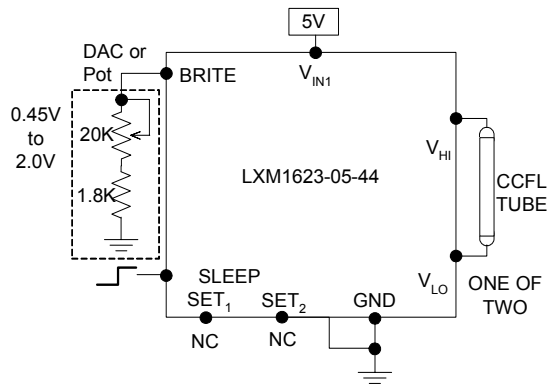 5V
DAC or
Pot
BRITE
V_IN1
0.45V
to
2.0V
20K
V_HI
LXM1623-05-44
1.8K
CCFL
TUBE
SLEEP
V_LO
ONE OF
TWO
SET_1
SET_2
GND
NC
NC